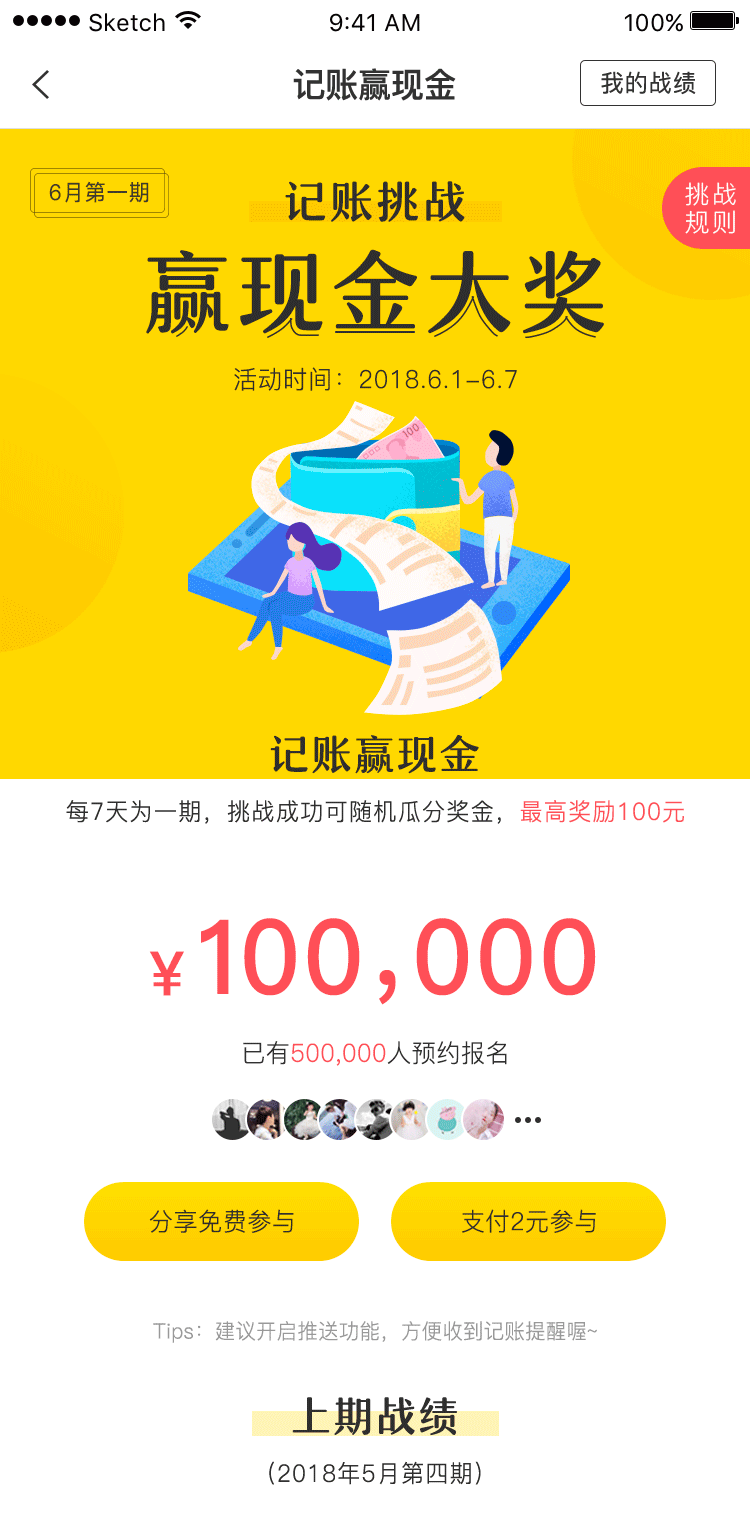 Sketch 9:41 AM 100%
记账赢现金 我的战绩
6月第一期
记账挑战
挑战
规则
赢现金大奖
活动时间：2018.6.1-6.7
100
记账赢现金
每7天为一期，挑战成功可随机瓜分奖金，最高奖励100元
¥100,000
已有500,000人预约报名
分享免费参与 支付2元参与
Tips：建议开启推送功能，方便收到记账提醒喔~
上期战绩
（2018年5月第四期）